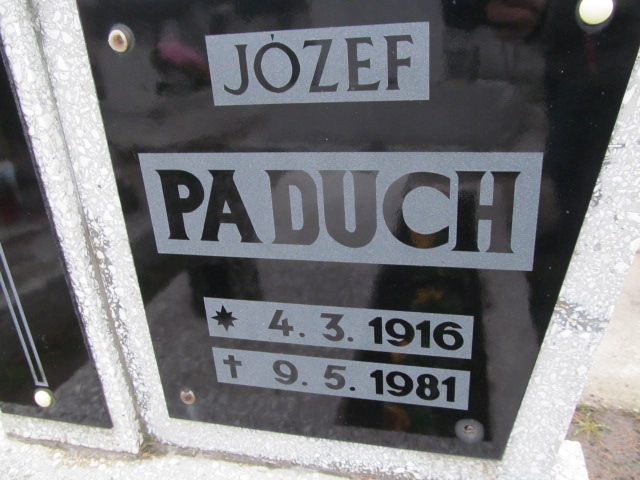 JÓZEF
PADUCH
* 4. 3. 1916
✝ 9. 5. 1981